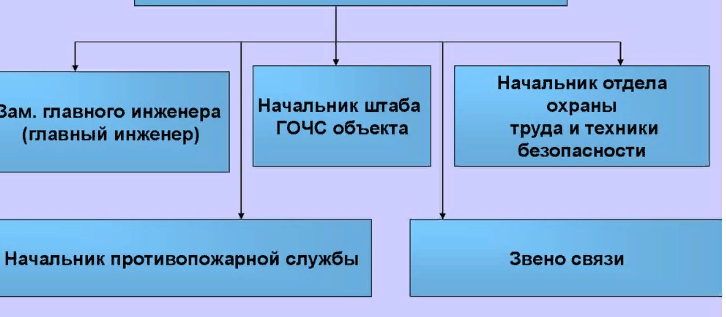 Зам. главного инженера
(главный инженер)
Начальник штаба
ГОЧС объекта
Начальник отдела
охраны
труда и техники
безопасности
Начальник противопожарной службы
Звено связи